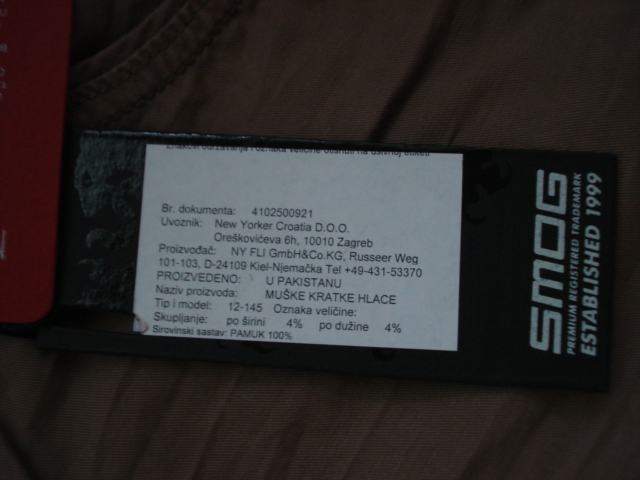 Br. dokumenta: 4102500921
Uvoznik: New Yorker Croatia D.O.O.
Oreškovićeva 6h, 10010 Zagreb
Proizvođač: NY FLI GmbH&Co.KG, Russeer Weg
101-103, D-24109 Kiel-Njemačka Tel +49-431-53370
PROIZVEDENO: U PAKISTANU
Naziv proizvoda: MUŠKE KRATKE HLACE
Tip i model: 12-145 Oznaka veličine:
Skupljanje: po širini 4% po dužine 4%
Sirovinski sastav: PAMUK 100%
SMOG
PREMIUM REGISTERED TRADEMARK
ESTABLISHED 1999